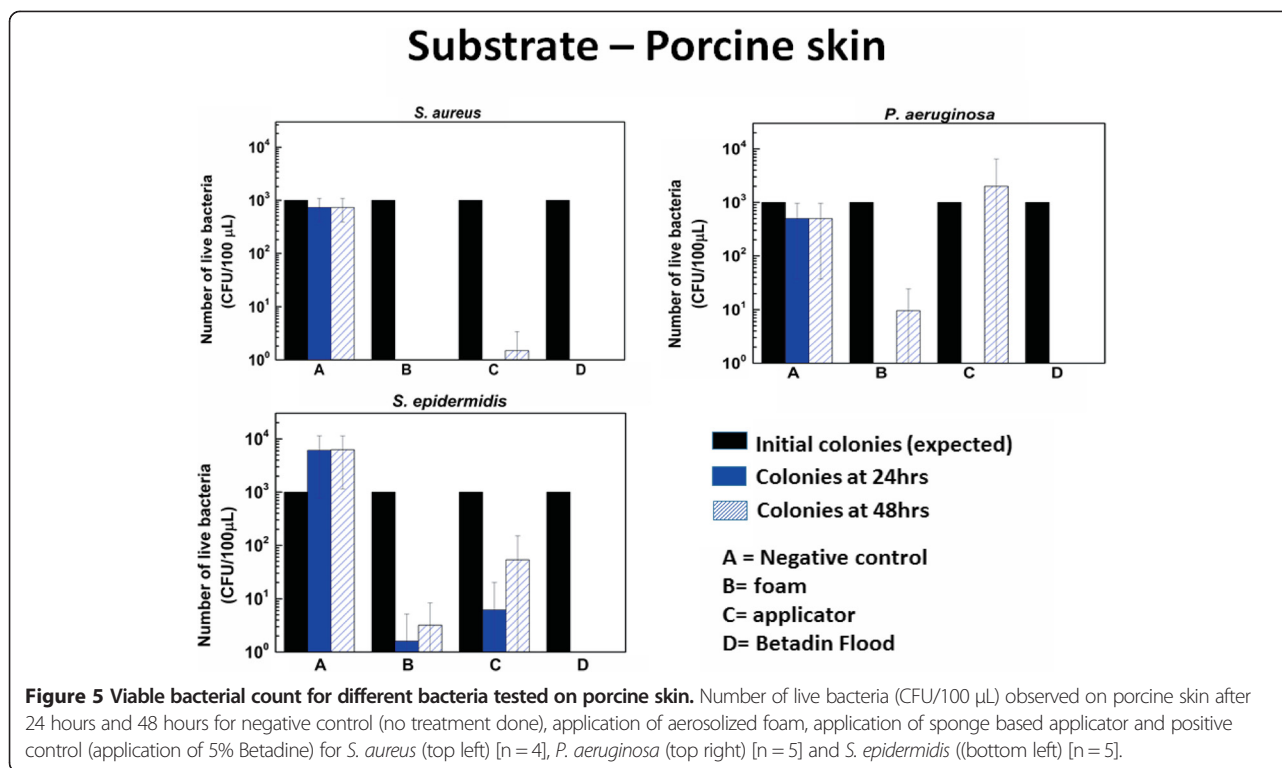 Substrate – Porcine skin
S. aureus
Number of live bacteria
(CFU/100 µL)
10⁴
10³
10²
10¹
10⁰
A B C D
P. aeruginosa
Number of live bacteria
(CFU/100µL)
10⁴
10³
10²
10¹
10⁰
A B C D
S. epidermidis
Number of live bacteria
(CFU/100µL)
10⁴
10³
10²
10¹
10⁰
A B C D
Initial colonies (expected)
Colonies at 24hrs
Colonies at 48hrs
A = Negative control
B= foam
C= applicator
D= Betadin Flood
Figure 5 Viable bacterial count for different bacteria tested on porcine skin. Number of live bacteria (CFU/100 µL) observed on porcine skin after
24 hours and 48 hours for negative control (no treatment done), application of aerosolized foam, application of sponge based applicator and positive
control (application of 5% Betadine) for S. aureus (top left) [n = 4], P. aeruginosa (top right) [n = 5] and S. epidermidis ((bottom left) [n = 5].